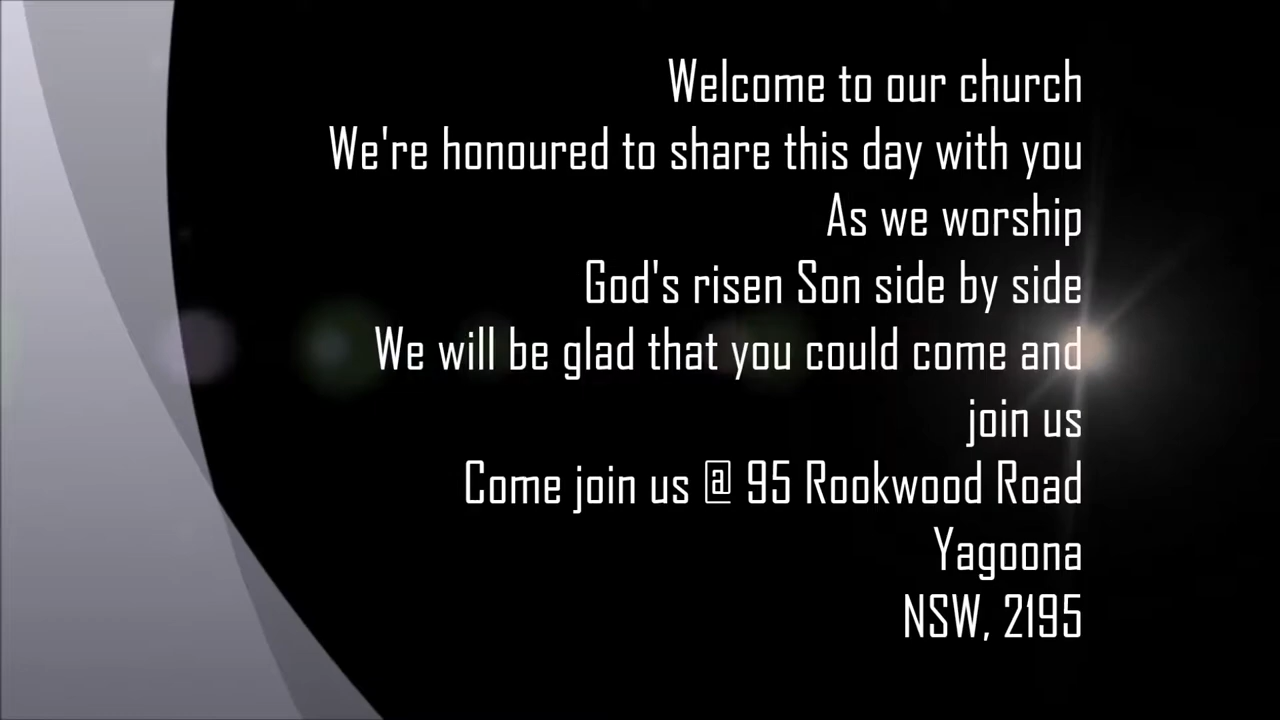 Welcome to our church
We're honoured to share this day with you
As we worship
God's risen Son side by side
We will be glad that you could come and
join us
Come join us @ 95 Rookwood Road
Yagoona
NSW, 2195